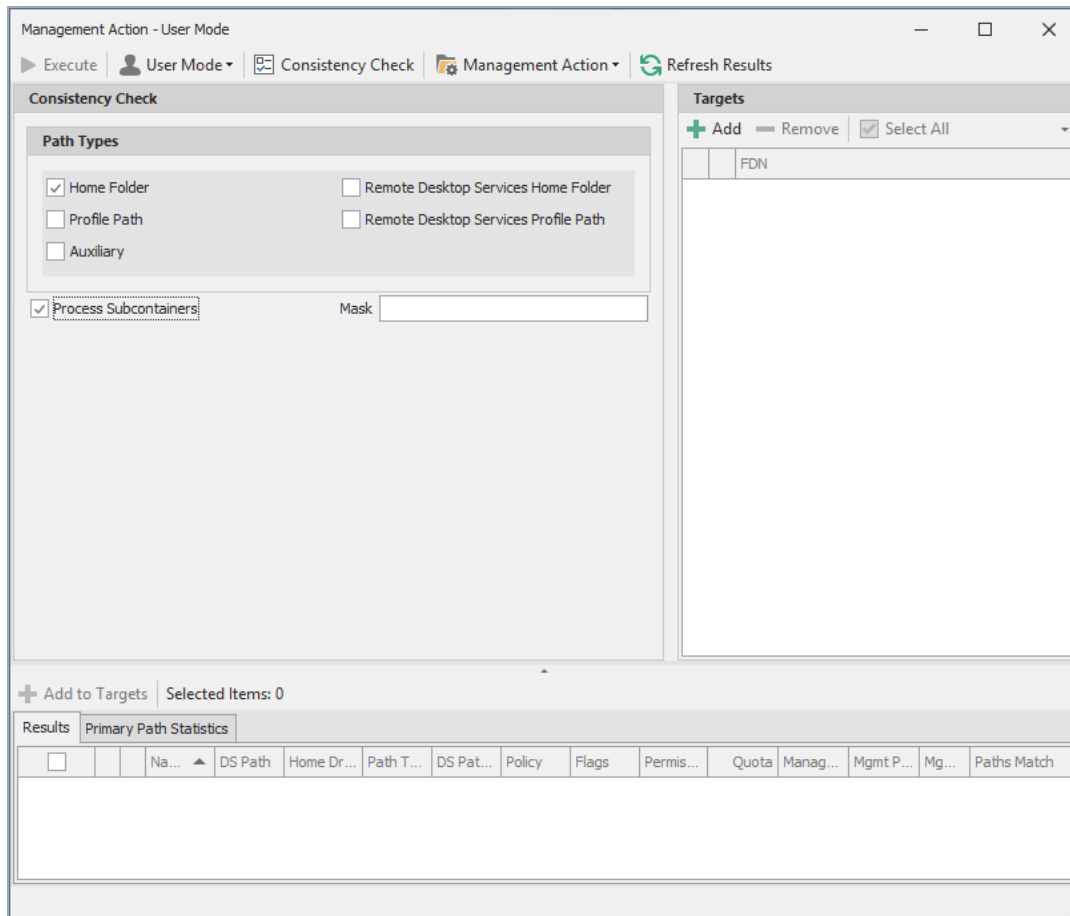 Management Action - User Mode
Execute User Mode Consistency Check Management Action Refresh Results
Consistency Check
Path Types
Home Folder Remote Desktop Services Home Folder
Profile Path Remote Desktop Services Profile Path
Auxiliary
Process Subcontainers Mask
Targets
Add Remove Select All
FDN
Add to Targets Selected Items: 0
Results Primary Path Statistics
Na... DS Path Home Dr... Path T... DS Pat... Policy Flags Permis... Quota Manag... Mgmt P... Mg... Paths Match